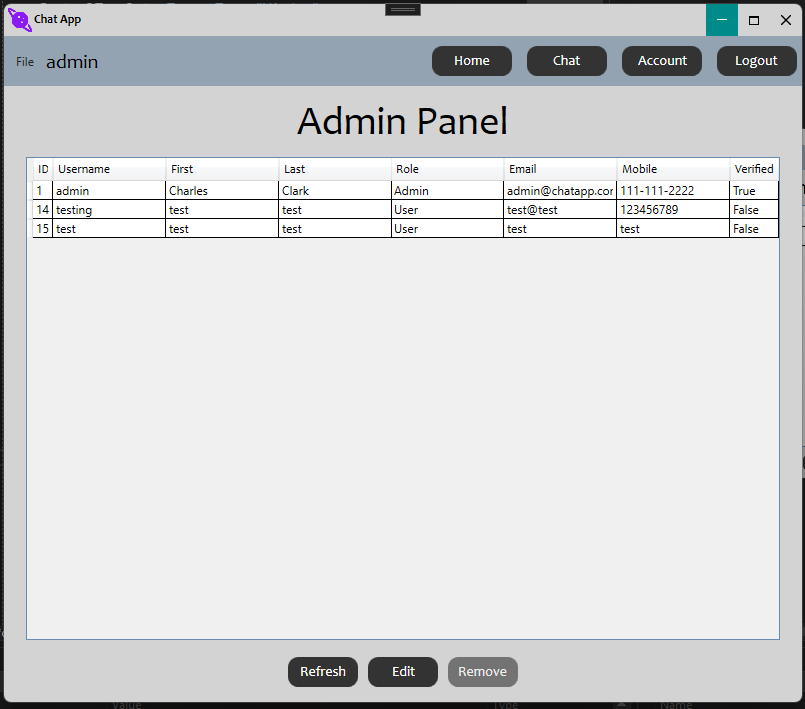 Chat App
File admin Home Chat Account Logout
Admin Panel
ID Username First Last Role Email Mobile Verified
1 admin Charles Clark Admin admin@chatapp.cor 111-111-2222 True
14 testing test test User test@test 123456789 False
15 test test test User test test False
Refresh Edit Remove
Value Type Name